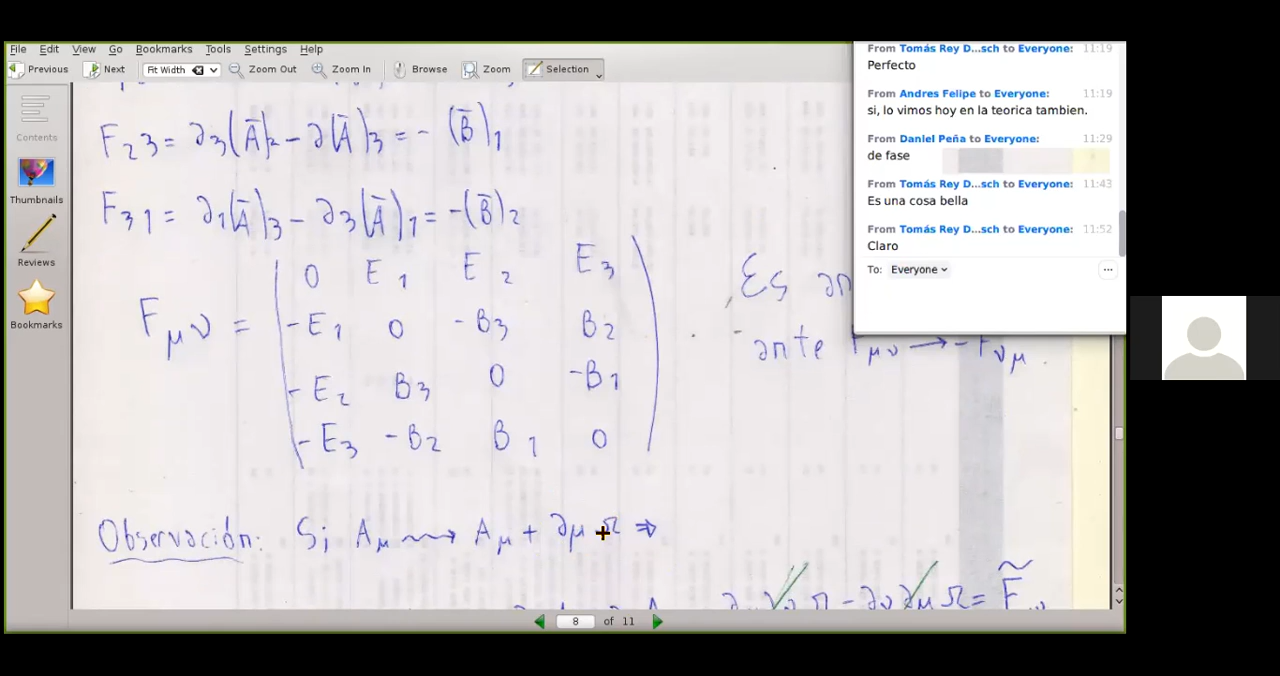 File Edit View Go Bookmarks Tools Settings Help
Previous Next Fit Width Zoom Out Zoom In Browse Zoom Selection
Contents
Thumbnails
Reviews
Bookmarks
F₂3 = ∂3(Ā)2 - ∂(Ā)3 = - (B̄)1
F31 = ∂1(Ā)3 - ∂3(Ā)1 = -(B̄)2
Fμν =
0 E1 E2 E3
-E1 0 -B3 B2
-E2 B3 0 -B1
-E3 -B2 B1 0
Es an
ante Fμν → -Fνμ.
Observación: Si Aμ ⇝ Aμ + ∂μ Ω ⇒
∂μ∂ν Ω - ∂ν∂μ Ω = F̃μν
From Tomás Rey D...sch to Everyone: 11:19
Perfecto
From Andres Felipe to Everyone: 11:19
si, lo vimos hoy en la teorica tambien.
From Daniel Peña to Everyone: 11:29
de fase
From Tomás Rey D...sch to Everyone: 11:43
Es una cosa bella
From Tomás Rey D...sch to Everyone: 11:52
Claro
To: Everyone
8 of 11